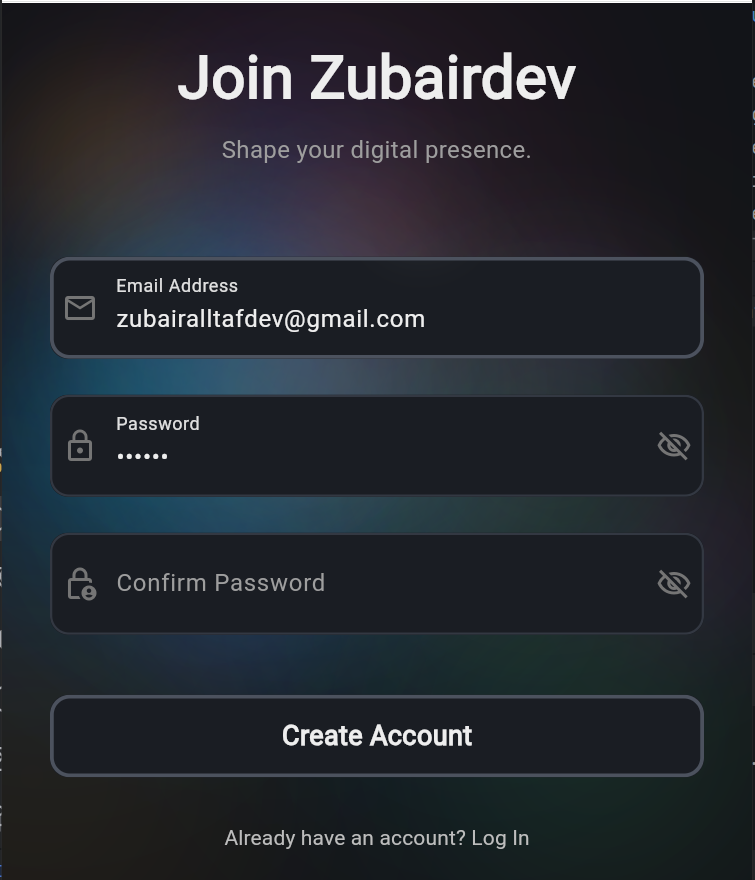 Join Zubairdev
Shape your digital presence.
Email Address
zubairalltafdev@gmail.com
Password
••••••
Confirm Password
Create Account
Already have an account? Log In